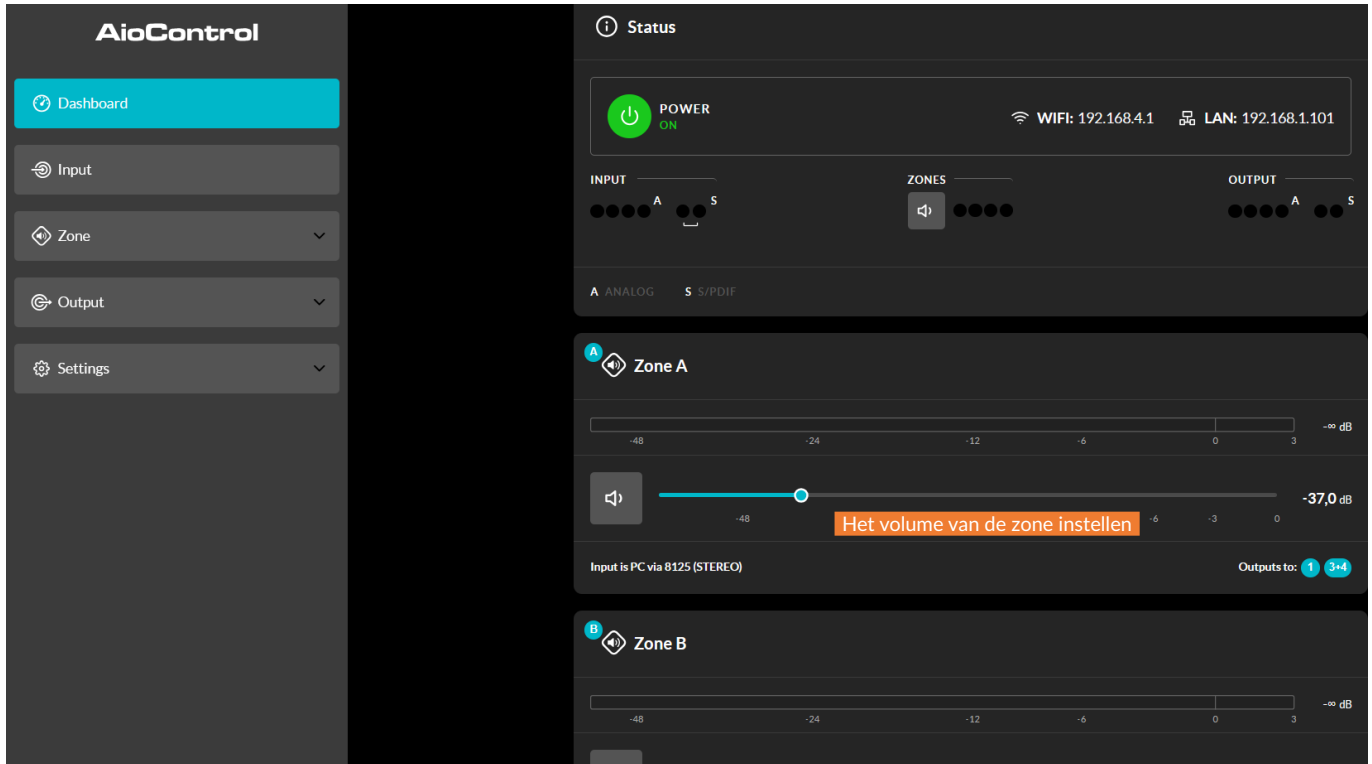 AioControl
Dashboard
Input
Zone
Output
Settings
Status
POWER
ON
WIFI: 192.168.4.1
LAN: 192.168.1.101
INPUT
A
S
ZONES
OUTPUT
A
S
A ANALOG S S/PDIF
A
Zone A
-∞ dB
-48 -24 -12 -6 0 3
-37,0 dB
-48 -6 -3 0
Het volume van de zone instellen
Input is PC via 8125 (STEREO)
Outputs to: 1 3+4
B
Zone B
-∞ dB
-48 -24 -12 -6 0 3